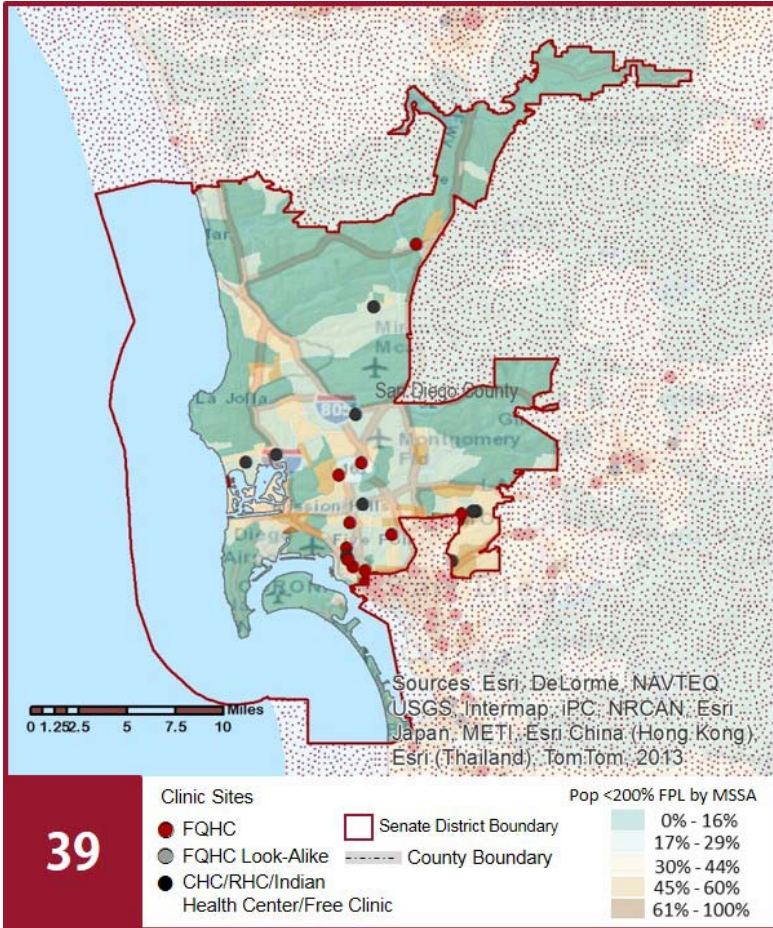 San Diego County
La Jolla
805
Montgomery
Sources: Esri, DeLorme, NAVTEQ,
USGS, Intermap, iPC, NRCAN, Esri
Japan, METI, Esri China (Hong Kong),
Esri (Thailand), TomTom, 2013
Miles
0 1.25 2.5 5 7.5 10
39
Clinic Sites
FQHC
FQHC Look-Alike
CHC/RHC/Indian
Health Center/Free Clinic
Senate District Boundary
County Boundary
Pop <200% FPL by MSSA
0% - 16%
17% - 29%
30% - 44%
45% - 60%
61% - 100%